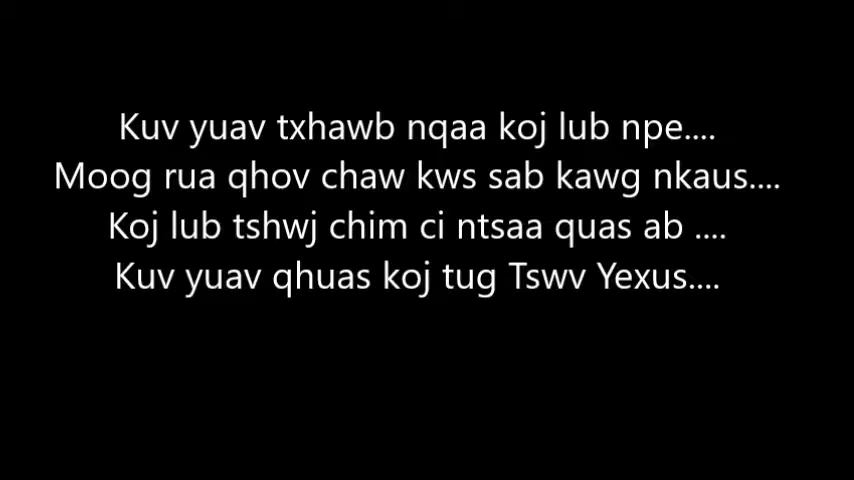 Kuv yuav txhawb nqaa koj lub npe....
Moog rua qhov chaw kws sab kawg nkaus....
Koj lub tshwj chim ci ntsaa quas ab ....
Kuv yuav qhuas koj tug Tswv Yexus....